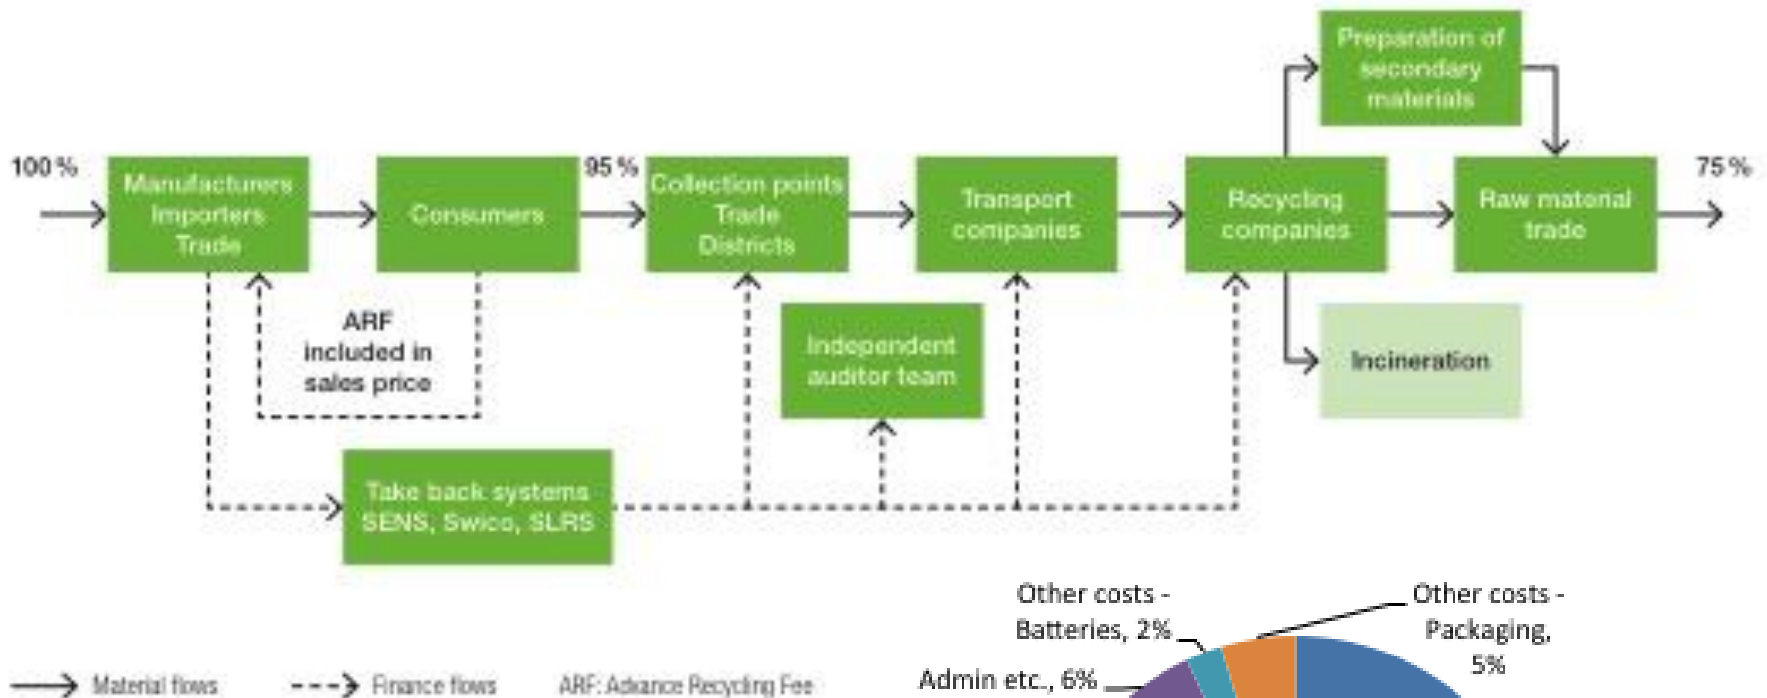 Preparation of
secondary
materials
100 %
Manufacturers
Importers
Trade
Consumers
95 %
Collection points
Trade
Districts
Transport
companies
Recycling
companies
Raw material
trade
75 %
ARF
included in
sales price
Independent
auditor team
Incineration
Take back systems
SENS, Swico, SLRS
Material flows
Finance flows
ARF: Advance Recycling Fee
Other costs -
Batteries, 2%
Admin etc., 6%
Other costs -
Packaging,
5%